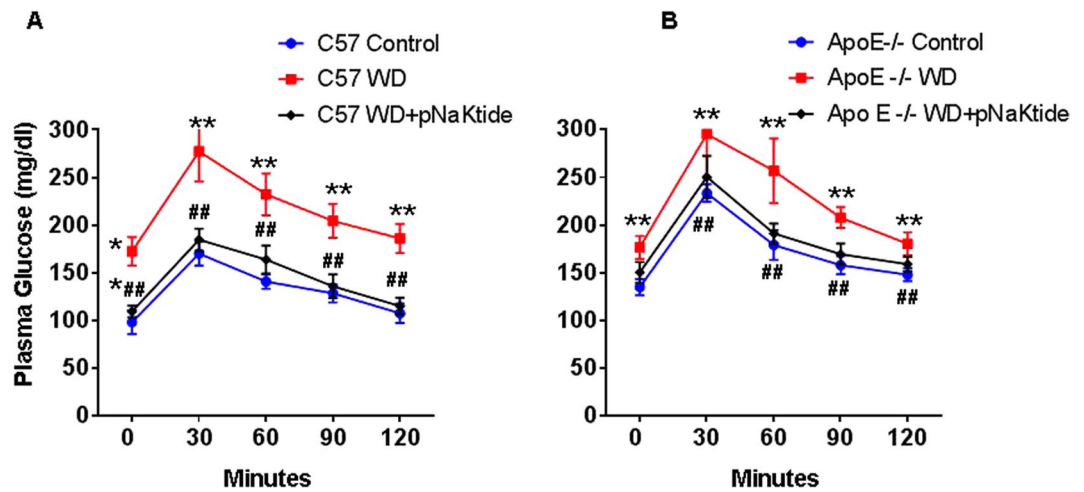 A
C57 Control
C57 WD
C57 WD+pNaKtide
Plasma Glucose (mg/dl)
300
250
200
150
100
50
0
**
**
**
**
*
*
##
##
##
##
##
0 30 60 90 120
Minutes
B
ApoE-/- Control
ApoE -/- WD
Apo E -/- WD+pNaKtide
300
250
200
150
100
50
0
**
**
**
**
**
##
##
##
##
0 30 60 90 120
Minutes